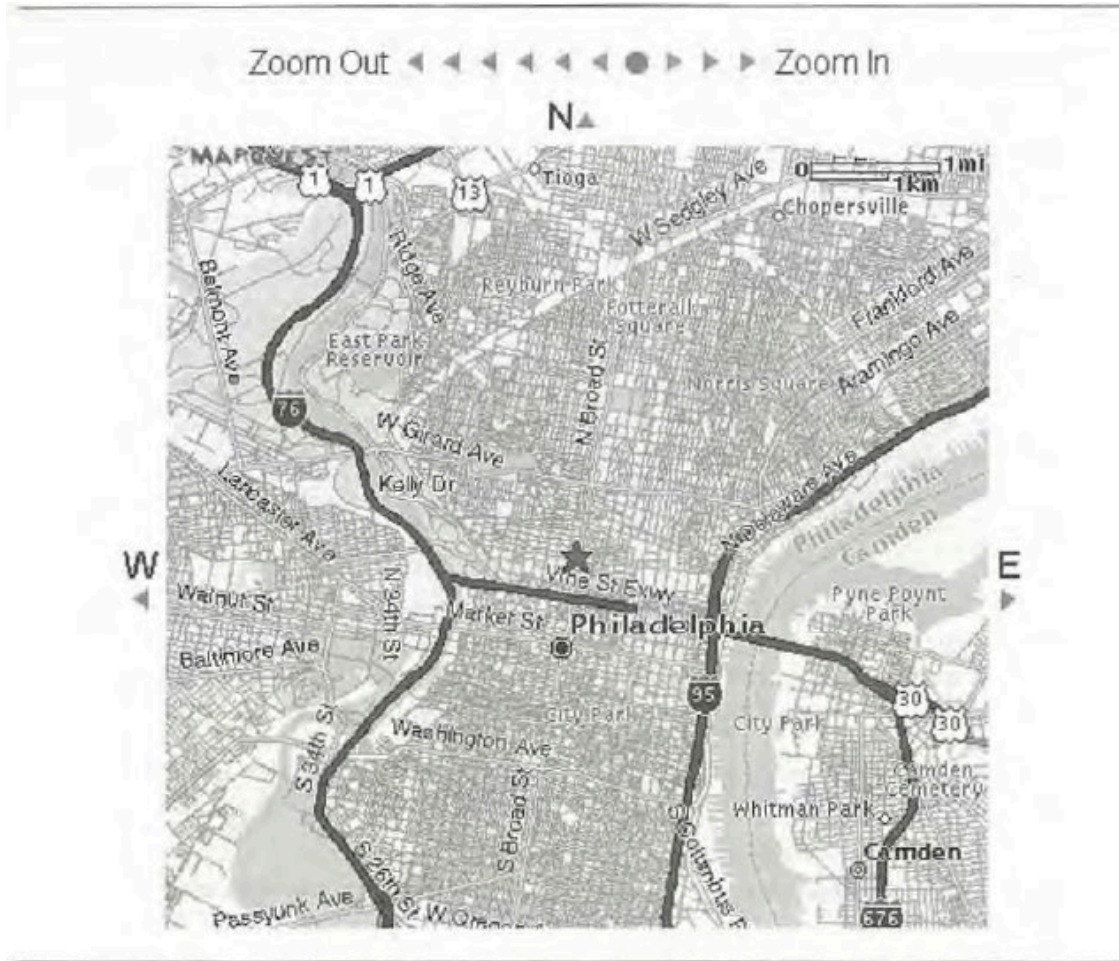 Zoom Out Zoom In
N
MAPQUEST
0 1mi
1km
1 1
13
Tioga
W Sedgley Ave
Chopersville
Ridge Ave
Belmont Ave
Reyburn Park
Fotterall
Square
Frankford Ave
Aramingo Ave
East Park
Reservoir
N Broad St
Norris Square
76
W Girard Ave
Kelly Dr
Lancaster Ave
N Delaware Ave
Philadelphia
Camden
W
E
Vine St Exwy
Walnut St
N 34th St
Market St
Philadelphia
Pyne Poynt
Park
Baltimore Ave
95
30
30
City Park
City Park
S 34th St
Washington Ave
Camden
Cemetery
Whitman Park
S Broad St
Columbus
Camden
S 26th St
Passyunk Ave
W
676